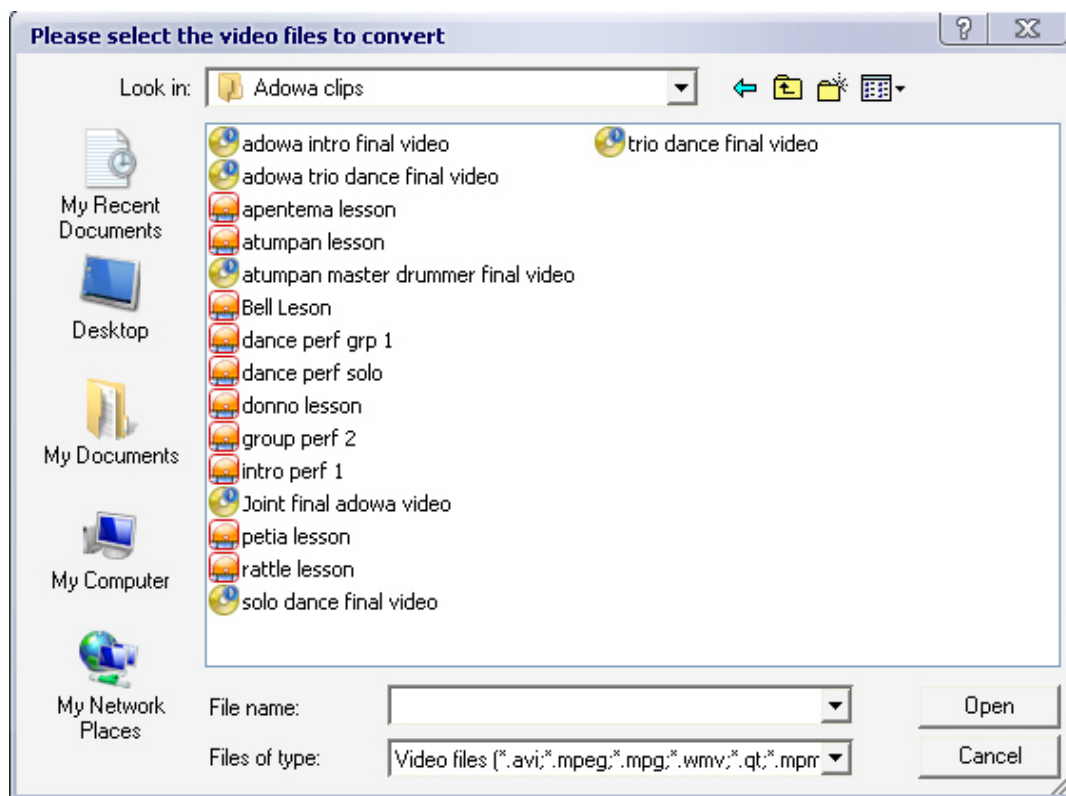 Please select the video files to convert
Look in: Adowa clips
My Recent
Documents
Desktop
My Documents
My Computer
My Network
Places
adowa intro final video
adowa trio dance final video
apentema lesson
atumpan lesson
atumpan master drummer final video
Bell Leson
dance perf grp 1
dance perf solo
donno lesson
group perf 2
intro perf 1
Joint final adowa video
petia lesson
rattle lesson
solo dance final video
trio dance final video
File name:
Open
Files of type: Video files (*.avi;*.mpeg;*.mpg;*.wmv;*.qt;*.mpm
Cancel